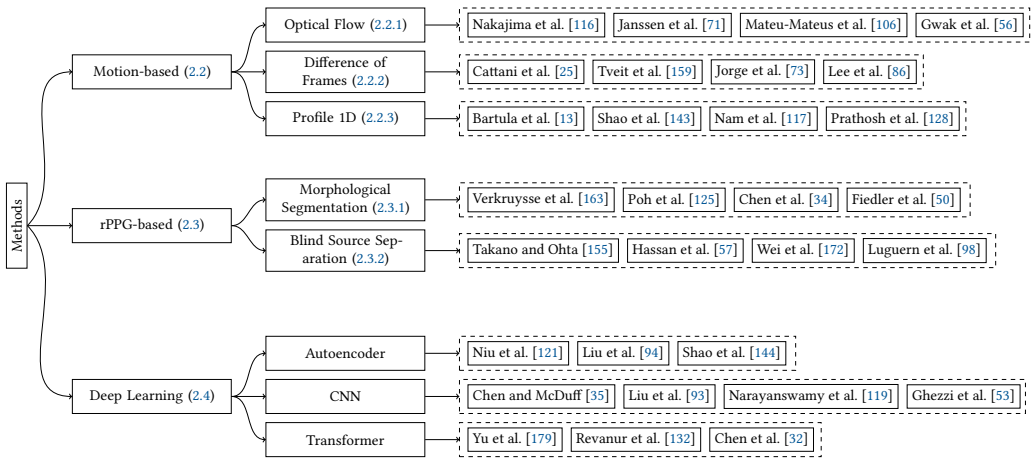 Methods
Motion-based (2.2)
Optical Flow (2.2.1)
Nakajima et al. [116] Janssen et al. [71] Mateu-Mateus et al. [106] Gwak et al. [56]
Difference of
Frames (2.2.2)
Cattani et al. [25] Tveit et al. [159] Jorge et al. [73] Lee et al. [86]
Profile 1D (2.2.3)
Bartula et al. [13] Shao et al. [143] Nam et al. [117] Prathosh et al. [128]
rPPG-based (2.3)
Morphological
Segmentation (2.3.1)
Verkruysse et al. [163] Poh et al. [125] Chen et al. [34] Fiedler et al. [50]
Blind Source Sep-
aration (2.3.2)
Takano and Ohta [155] Hassan et al. [57] Wei et al. [172] Luguern et al. [98]
Deep Learning (2.4)
Autoencoder
Niu et al. [121] Liu et al. [94] Shao et al. [144]
CNN
Chen and McDuff [35] Liu et al. [93] Narayanswamy et al. [119] Ghezzi et al. [53]
Transformer
Yu et al. [179] Revanur et al. [132] Chen et al. [32]